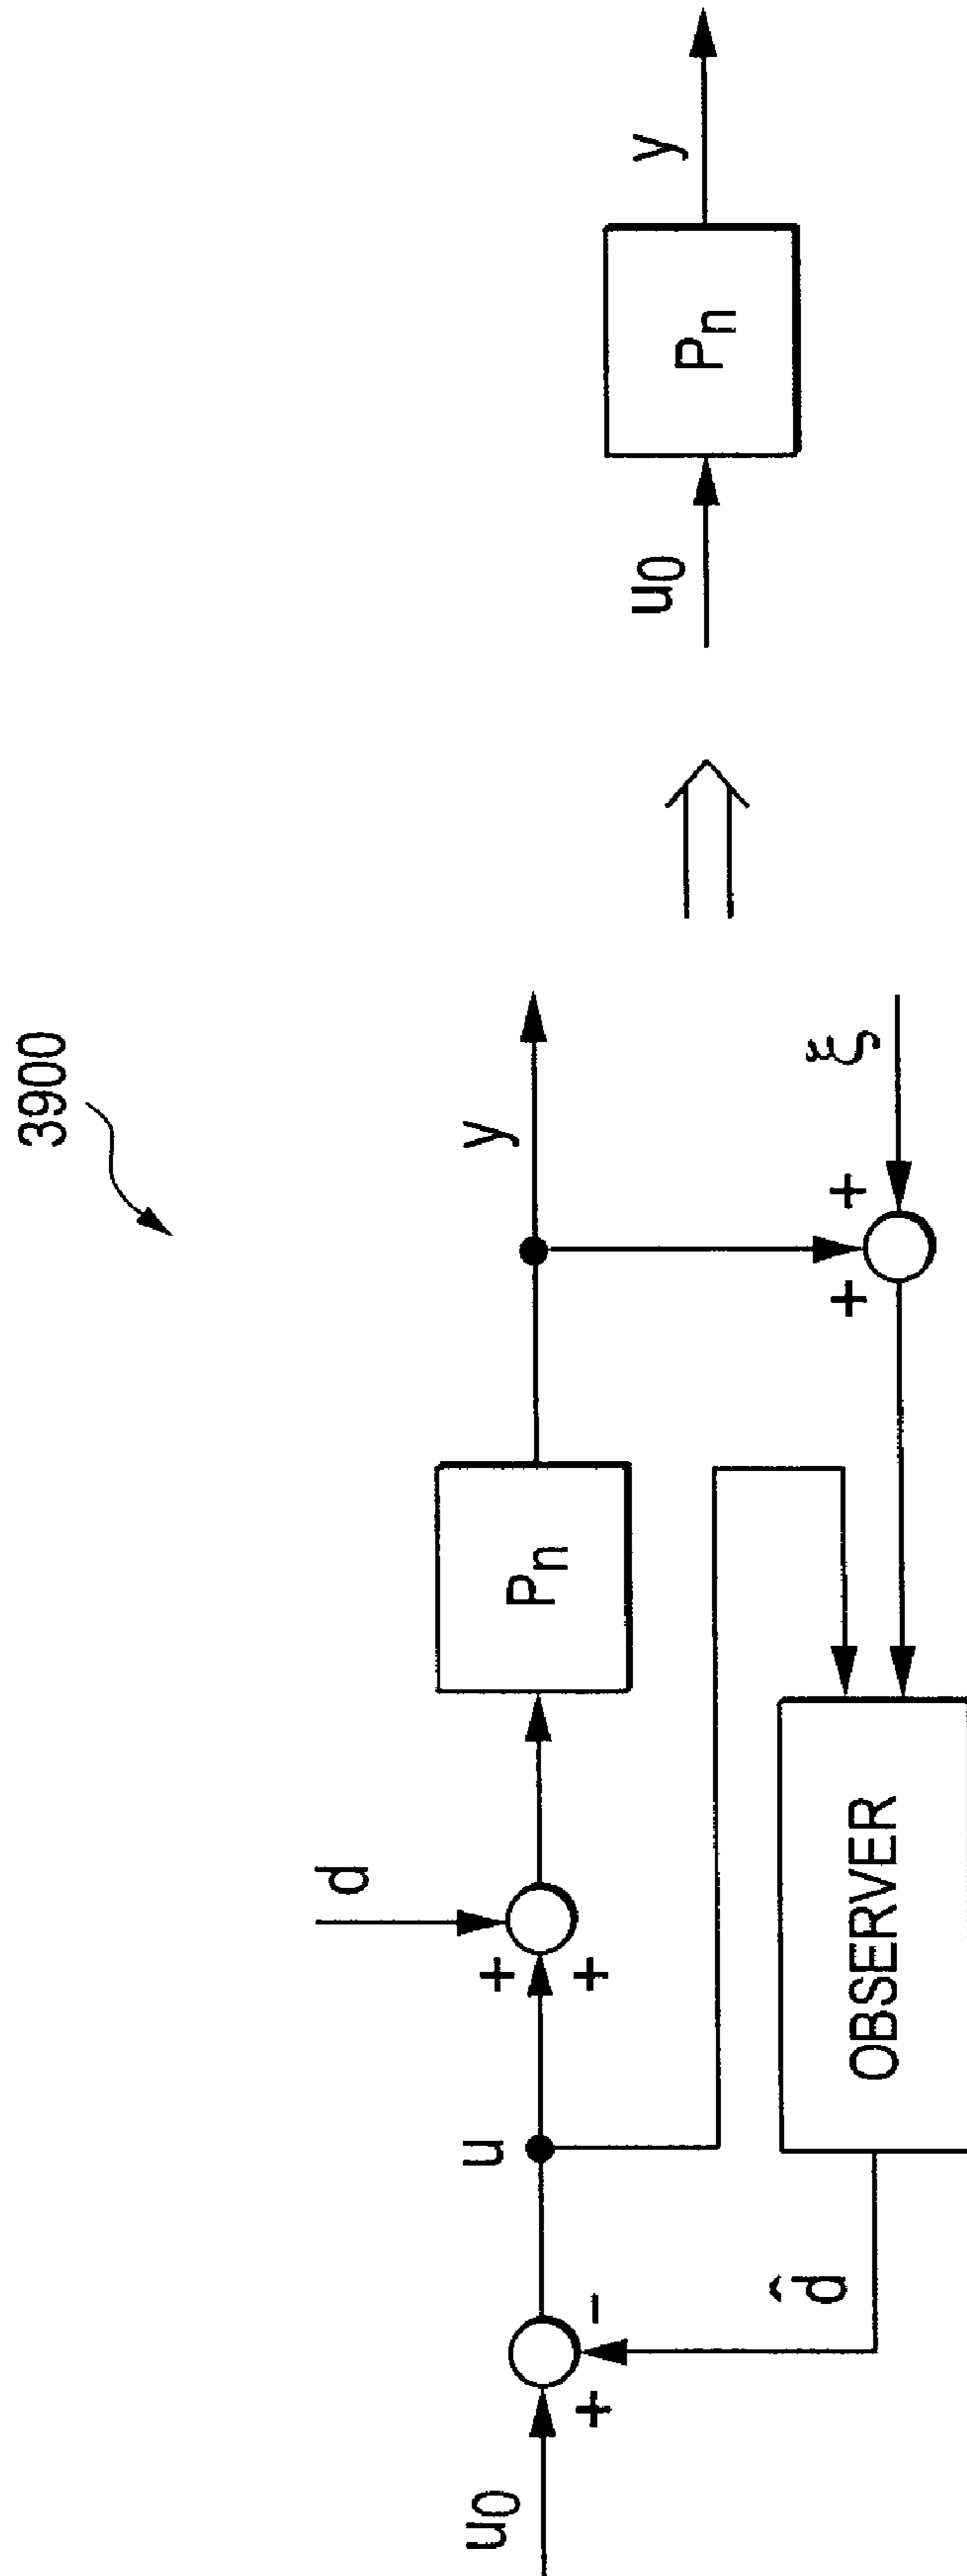 3900
u0
+
-
u
+
+
d
Pn
y
+
+
ξ
d̂
OBSERVER
u0
Pn
y